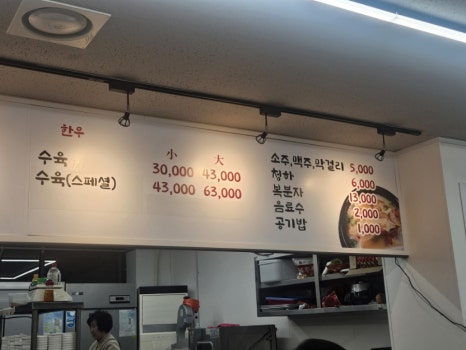 한우
小 大
수육 30,000 43,000
수육(스페셜) 43,000 63,000
소주,맥주,막걸리 5,000
청하 6,000
복분자 13,000
음료수 2,000
공기밥 1,000